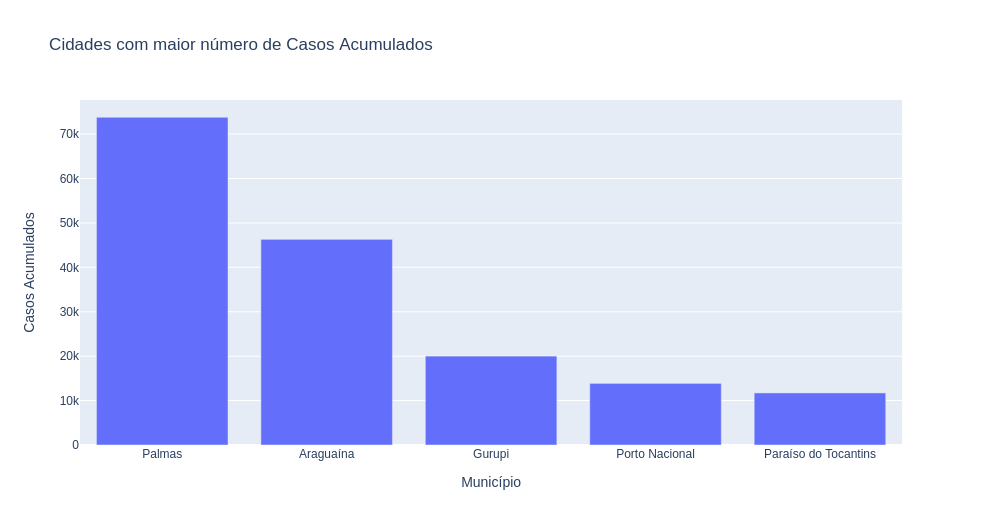 Cidades com maior número de Casos Acumulados
Casos Acumulados
70k
60k
50k
40k
30k
20k
10k
0
Palmas
Araguaína
Gurupi
Porto Nacional
Paraíso do Tocantins
Município